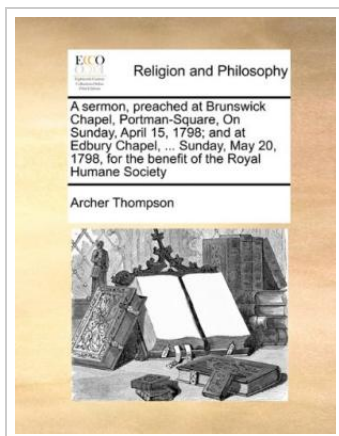 ECCO
Religion and Philosophy
A sermon, preached at Brunswick
Chapel, Portman-Square, On
Sunday, April 15, 1798; and at
Edbury Chapel, ... Sunday, May 20,
1798, for the benefit of the Royal
Humane Society
Archer Thompson